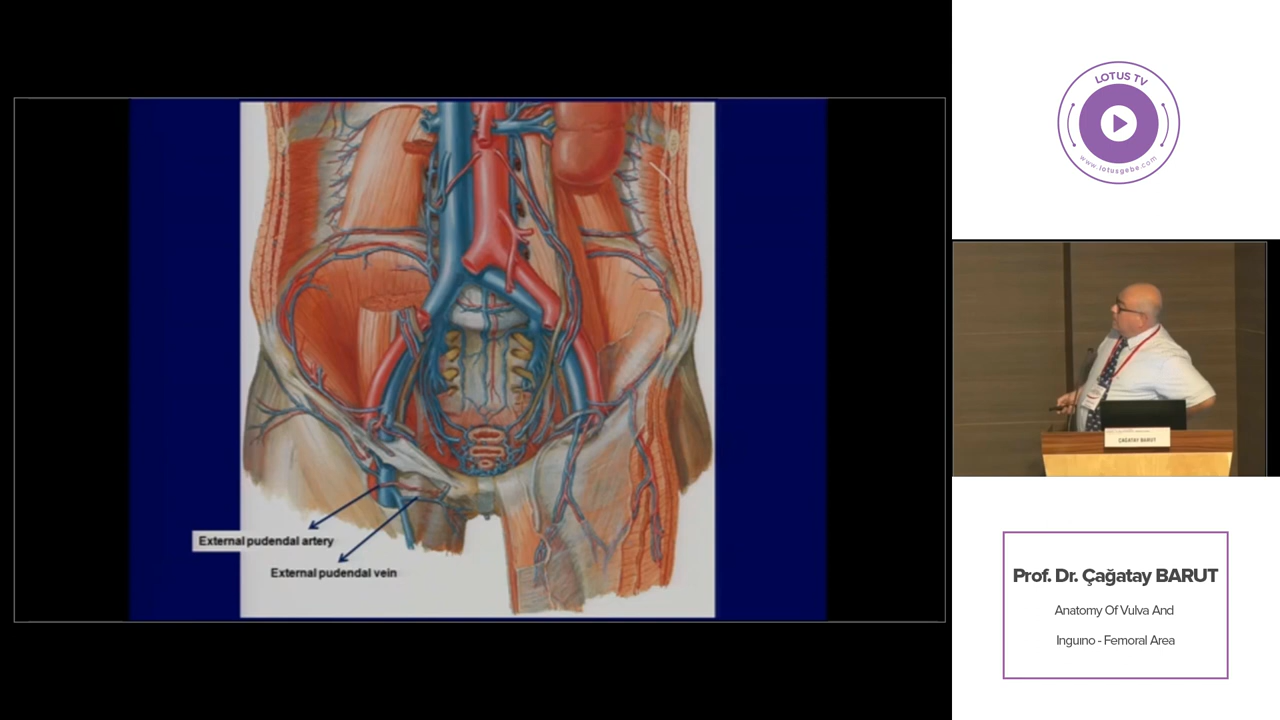 External pudendal artery
External pudendal vein
LOTUS TV
www.lotusgebe.com
ÇAĞATAY BARUT
Prof. Dr. Çağatay BARUT
Anatomy Of Vulva And
Inguıno - Femoral Area